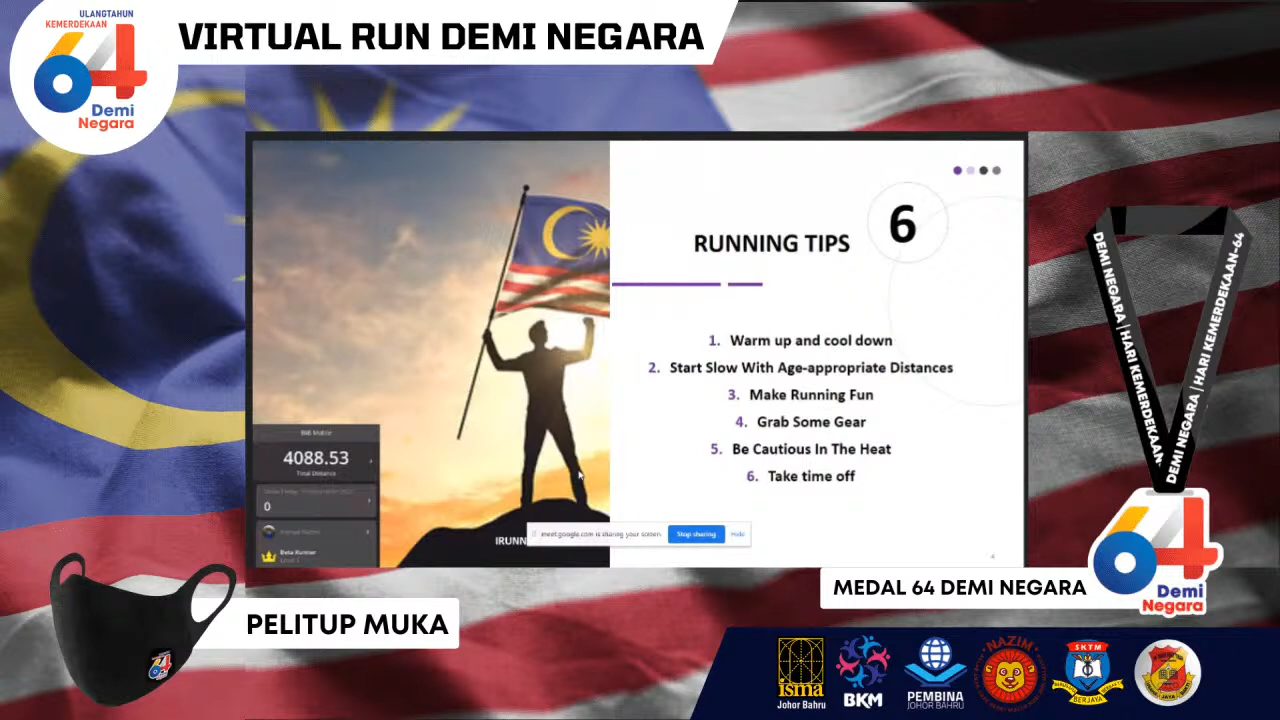 ULANGTAHUN
KEMERDEKAAN
64
Demi
Negara
VIRTUAL RUN DEMI NEGARA
RUNNING TIPS
6
1. Warm up and cool down
2. Start Slow With Age-appropriate Distances
3. Make Running Fun
4. Grab Some Gear
5. Be Cautious In The Heat
6. Take time off
4088.53
Total Distance
0
Beta Runner
IRUNN
meet.google.com is sharing your screen.
Stop sharing
Hide
4
DEMI NEGARA | HARI KEMERDEKAAN
DEMI NEGARA | HARI KEMERDEKAAN-64
64
Demi
Negara
MEDAL 64 DEMI NEGARA
PELITUP MUKA
64
isma
Johor Bahru
BKM
PEMBINA
JOHOR BAHRU
NAZIM
SKTM
BERJAYA